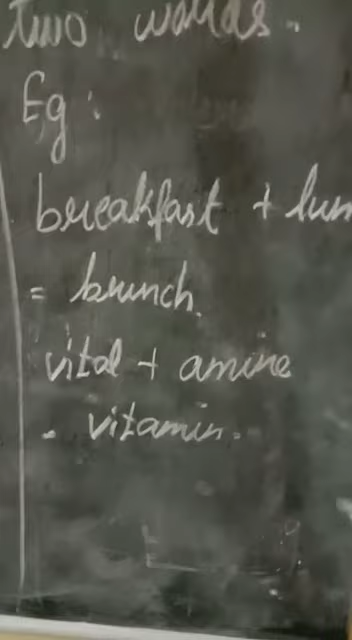 two words.
Eg:
breakfast + lun
= brunch.
vital + amine
= vitamin.